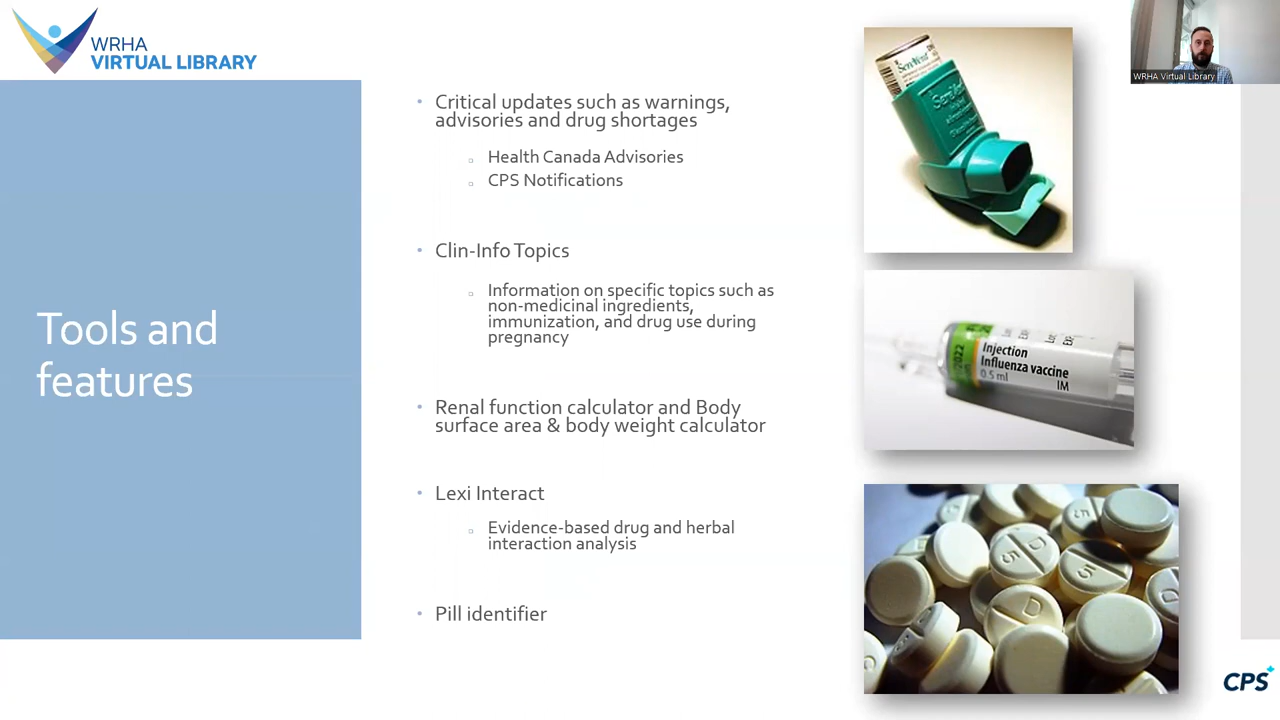 WRHA
VIRTUAL LIBRARY
WRHA Virtual Library
Tools and
features
Critical updates such as warnings,
advisories and drug shortages
Health Canada Advisories
CPS Notifications
Clin-Info Topics
Information on specific topics such as
non-medicinal ingredients,
immunization, and drug use during
pregnancy
Renal function calculator and Body
surface area & body weight calculator
Lexi Interact
Evidence-based drug and herbal
interaction analysis
Pill identifier
Injection
Influenza vaccine
0.5 ml
IM
2022
D
5
5
D
CPS